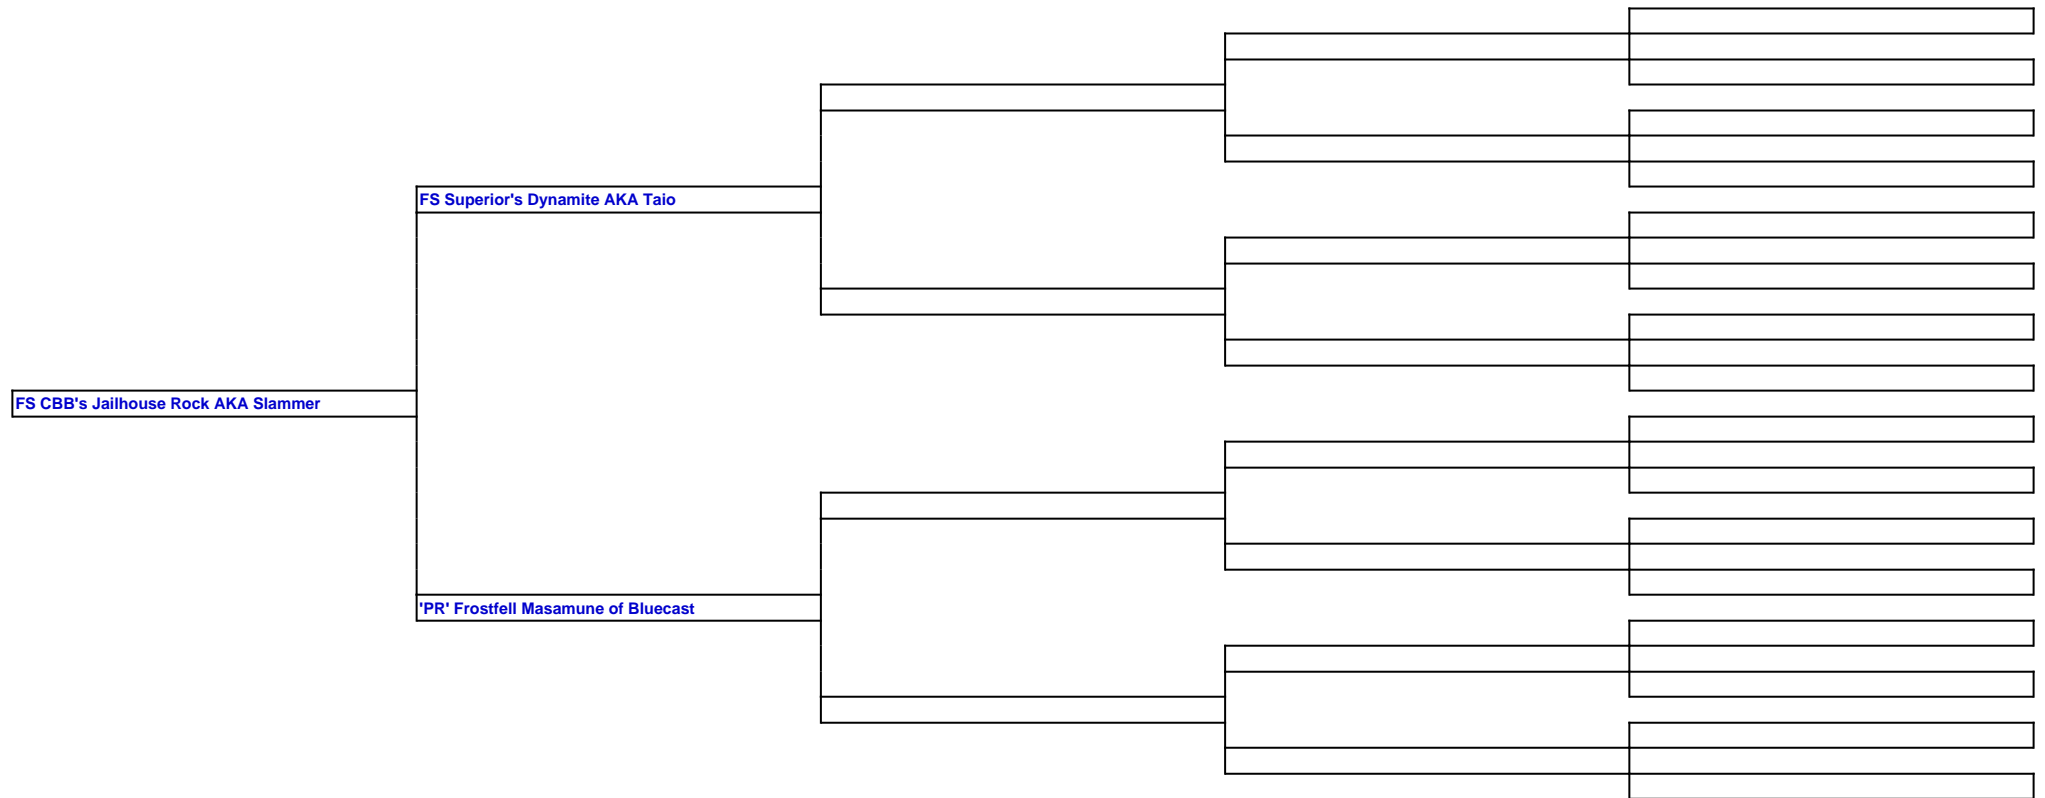 FS Superior's Dynamite AKA Taio
FS CBB's Jailhouse Rock AKA Slammer
'PR' Frostfell Masamune of Bluecast